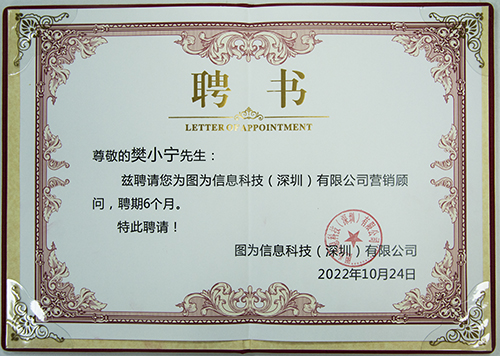 聘书
LETTER OF APPOINTMENT
尊敬的樊小宁先生：
兹聘请您为图为信息科技（深圳）有限公司营销顾
问，聘期6个月。
特此聘请！
图为信息科技（深圳）有限公司
2022年10月24日